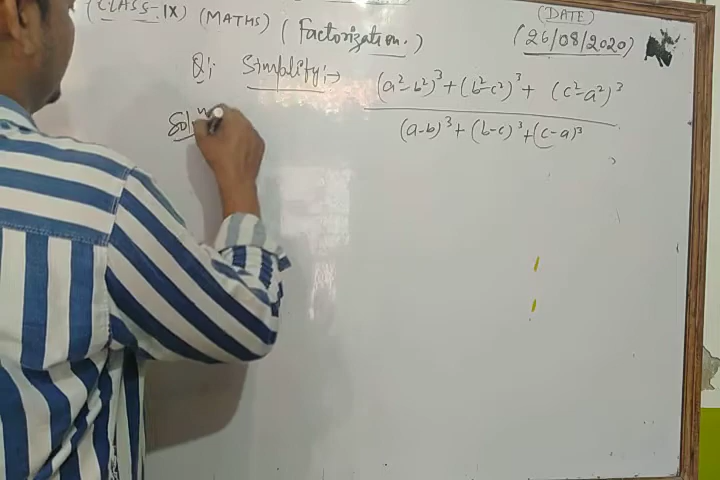 (CLASS-IX) (MATHS) (Factorization.) (DATE)
(26/08/2020)
Q; Simplify:→ (a²-b²)³+(b²-c²)³+ (c²-a²)³
(a-b)³+(b-c)³+(c-a)³
Solⁿ